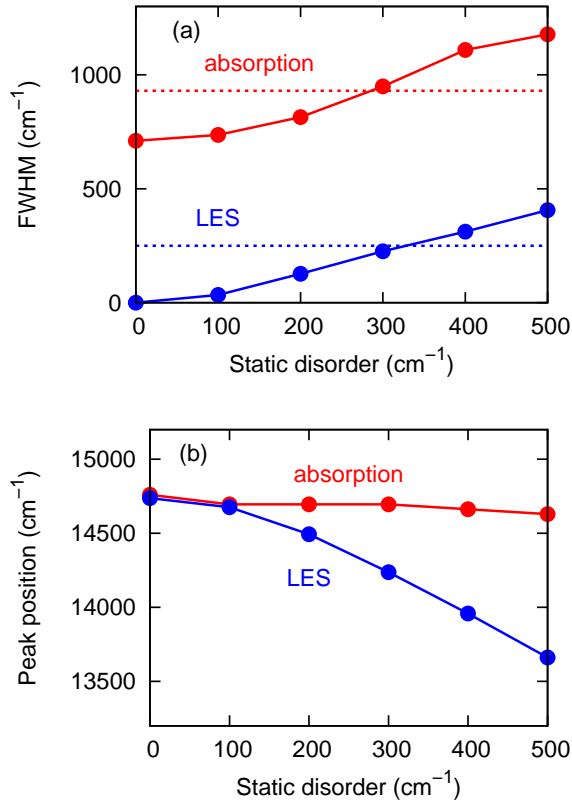 (a)
absorption
1000
FWHM (cm−1)
500
LES
0
0 100 200 300 400 500
Static disorder (cm−1)
(b)
15000
absorption
14500
Peak position (cm−1)
LES
14000
13500
0 100 200 300 400 500
Static disorder (cm−1)